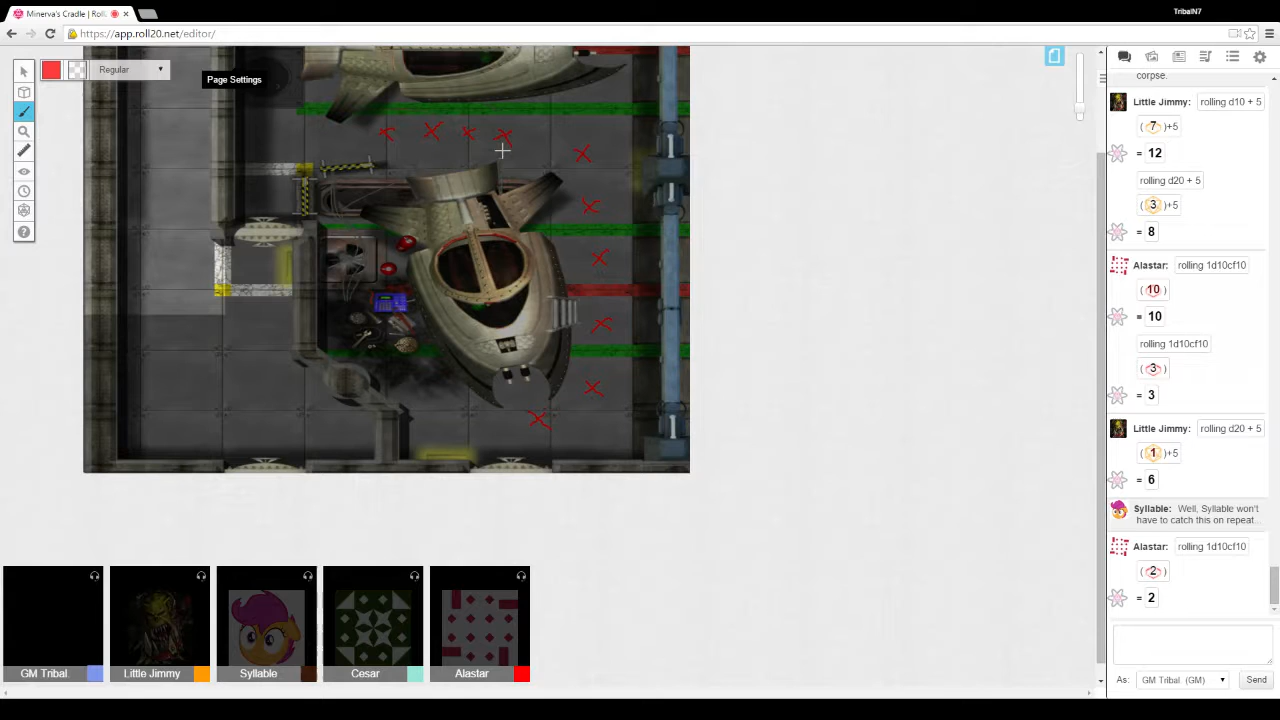 Minerva's Cradle | Roll
TribalN7
https://app.roll20.net/editor/
Regular
Page Settings
corpse.
Little Jimmy:
rolling d10 + 5
(7)+5
= 12
rolling d20 + 5
(3)+5
= 8
Alastar:
rolling 1d10cf10
(10)
= 10
rolling 1d10cf10
(3)
= 3
Little Jimmy:
rolling d20 + 5
(1)+5
= 6
Syllable: Well, Syllable won't
have to catch this on repeat...
Alastar:
rolling 1d10cf10
(2)
= 2
1
1
1
GM Tribal
Little Jimmy
Syllable
Cesar
Alastar
As:
GM Tribal (GM)
Send